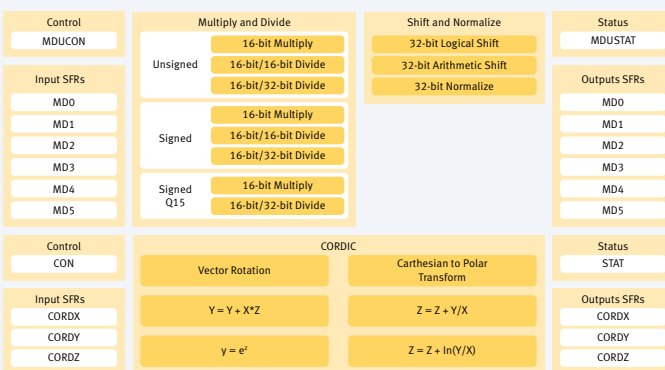 Control
MDUCON
Input SFRs
MD0
MD1
MD2
MD3
MD4
MD5
Multiply and Divide
Unsigned
16-bit Multiply
16-bit/16-bit Divide
16-bit/32-bit Divide
Signed
16-bit Multiply
16-bit/16-bit Divide
16-bit/32-bit Divide
Signed
Q15
16-bit Multiply
16-bit/32-bit Divide
Shift and Normalize
32-bit Logical Shift
32-bit Arithmetic Shift
32-bit Normalize
Status
MDUSTAT
Outputs SFRs
MD0
MD1
MD2
MD3
MD4
MD5
Control
CON
Input SFRs
CORDX
CORDY
CORDZ
CORDIC
Vector Rotation
Carthesian to Polar
Transform
Y = Y + X*Z
Z = Z + Y/X
y = eᶻ
Z = Z + ln(Y/X)
Status
STAT
Outputs SFRs
CORDX
CORDY
CORDZ